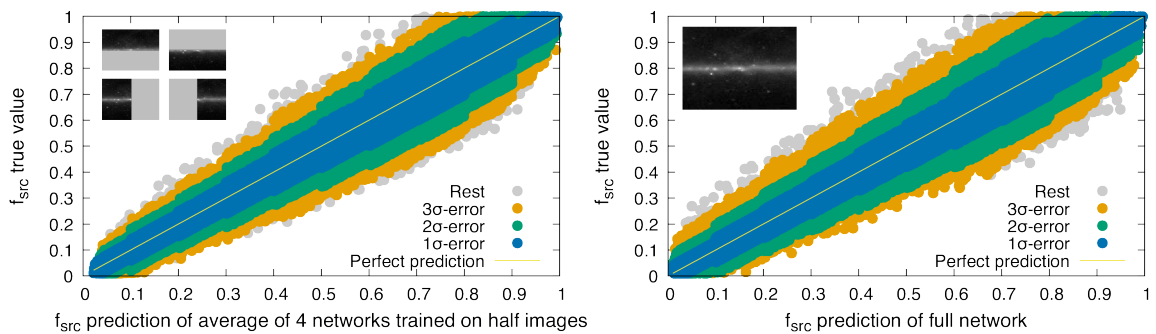 1
0.9
0.8
0.7
0.6
0.5
0.4
0.3
0.2
0.1
0
f_src true value
Rest
3σ-error
2σ-error
1σ-error
Perfect prediction
0 0.1 0.2 0.3 0.4 0.5 0.6 0.7 0.8 0.9 1
f_src prediction of average of 4 networks trained on half images
1
0.9
0.8
0.7
0.6
0.5
0.4
0.3
0.2
0.1
0
f_src true value
Rest
3σ-error
2σ-error
1σ-error
Perfect prediction
0 0.1 0.2 0.3 0.4 0.5 0.6 0.7 0.8 0.9 1
f_src prediction of full network